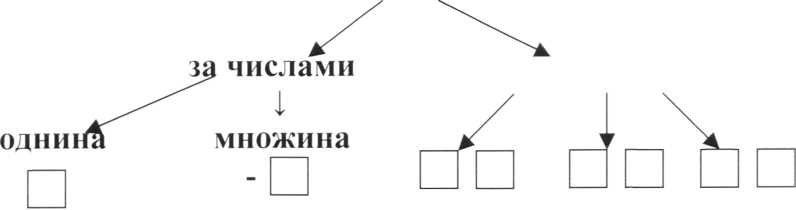 за числами
однина множина
-